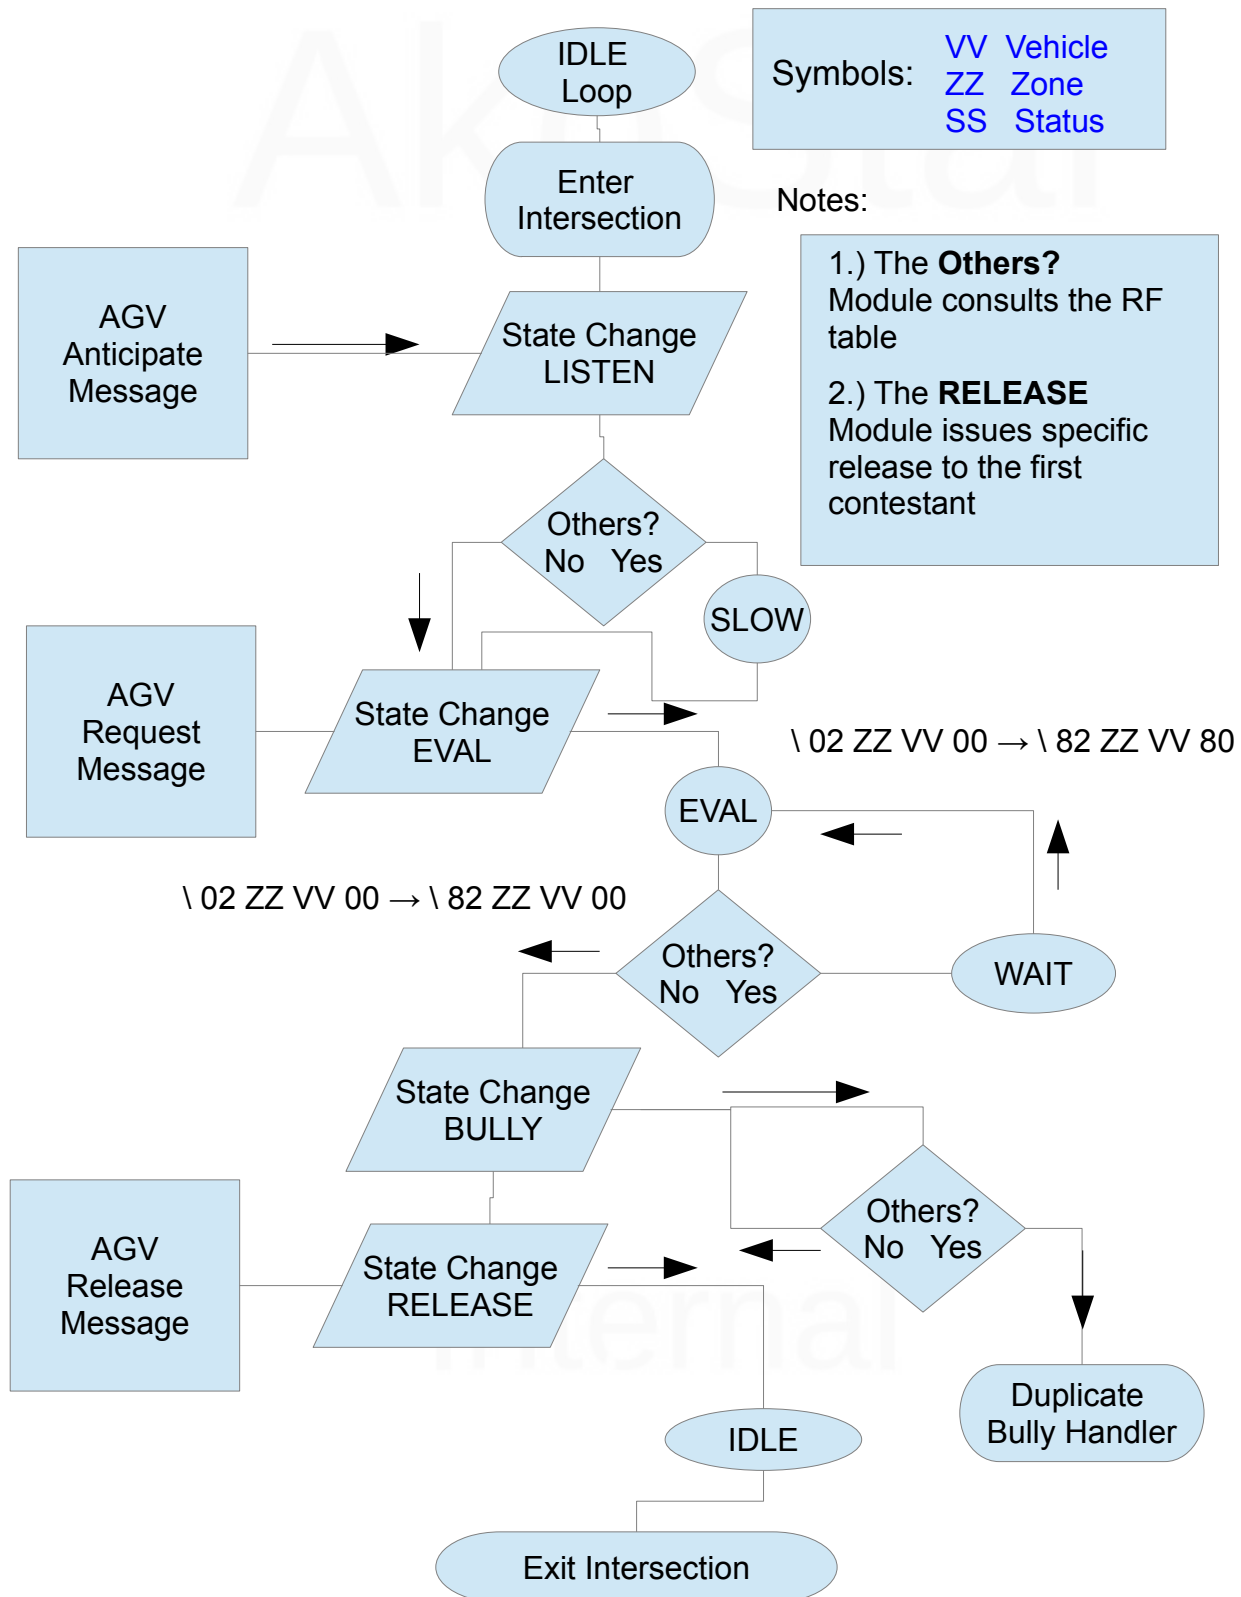 IDLE
Loop
Symbols:
VV Vehicle
ZZ Zone
SS Status
Enter
Intersection
Notes:
1.) The Others?
Module consults the RF
table
2.) The RELEASE
Module issues specific
release to the first
contestant
AGV
Anticipate
Message
State Change
LISTEN
Others?
No Yes
SLOW
AGV
Request
Message
State Change
EVAL
\ 02 ZZ VV 00 → \ 82 ZZ VV 80
EVAL
\ 02 ZZ VV 00 → \ 82 ZZ VV 00
Others?
No Yes
WAIT
State Change
BULLY
Others?
No Yes
AGV
Release
Message
State Change
RELEASE
Duplicate
Bully Handler
IDLE
Exit Intersection
AkoStar
Internal